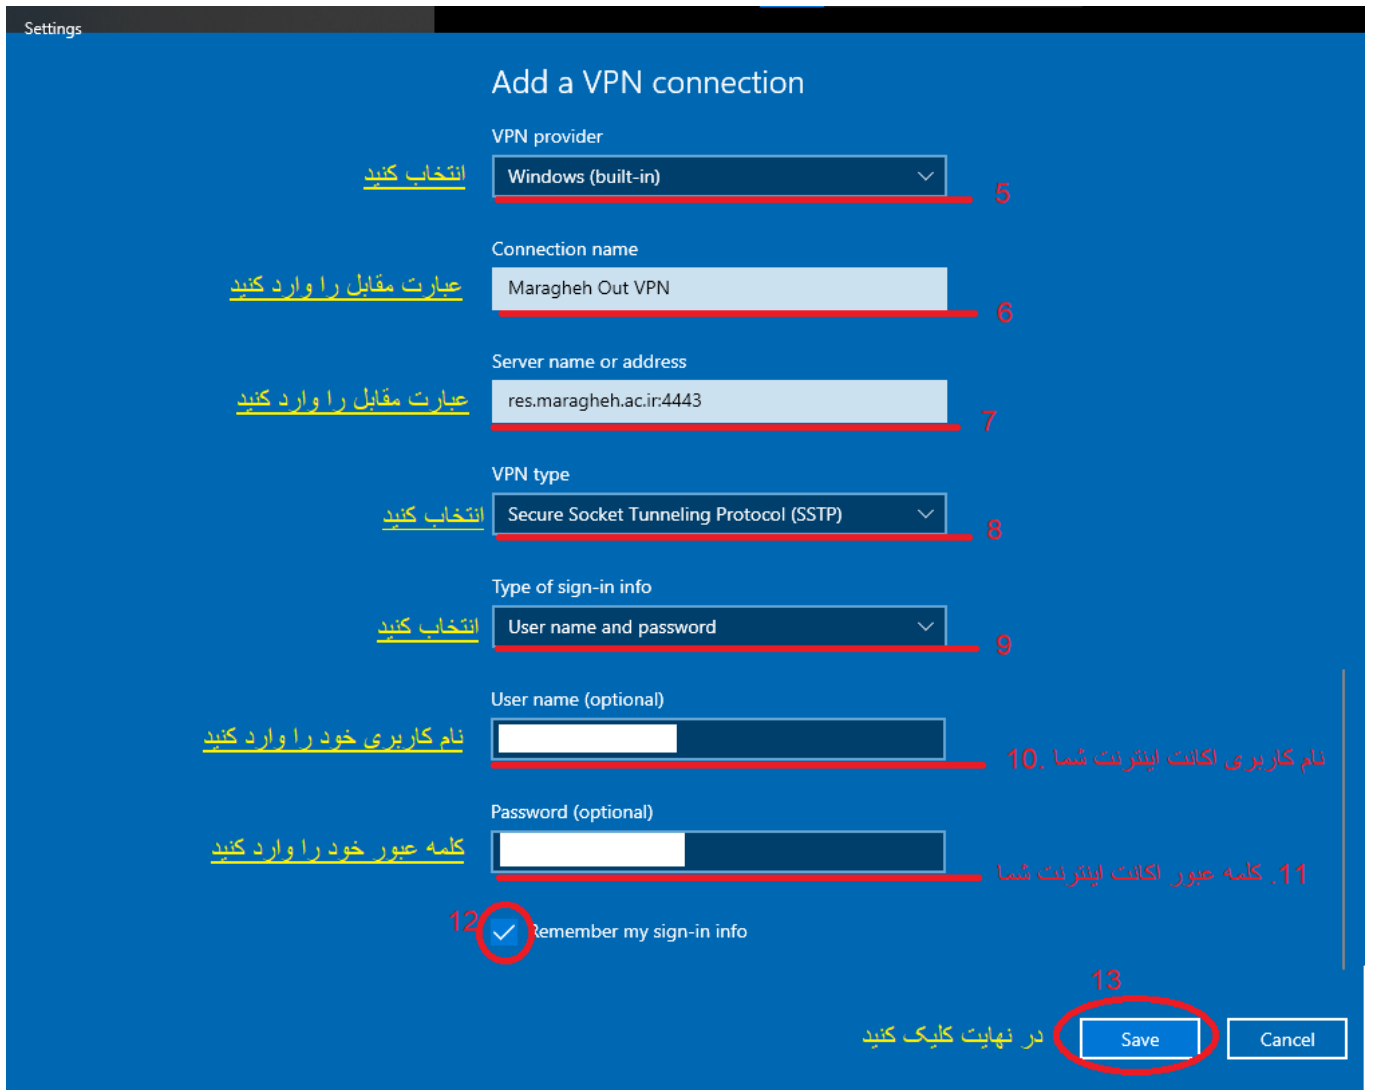 Settings
Add a VPN connection
VPN provider
انتخاب کنید
Windows (built-in)
5
Connection name
عبارت مقابل را وارد کنید
Maragheh Out VPN
6
Server name or address
عبارت مقابل را وارد کنید
res.maragheh.ac.ir:4443
7
VPN type
انتخاب کنید
Secure Socket Tunneling Protocol (SSTP)
8
Type of sign-in info
انتخاب کنید
User name and password
9
User name (optional)
نام کاربری خود را وارد کنید
10. نام کاربری اکانت اینترنت شما
Password (optional)
کلمه عبور خود را وارد کنید
11. کلمه عبور اکانت اینترنت شما
12
Remember my sign-in info
13
در نهایت کلیک کنید
Save
Cancel